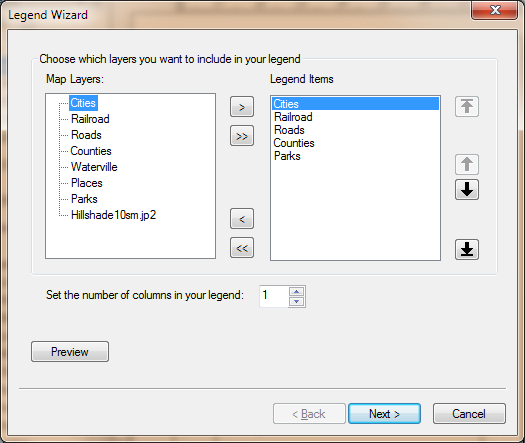 Legend Wizard
Choose which layers you want to include in your legend
Map Layers:
Legend Items
Cities
Railroad
Roads
Counties
Waterville
Places
Parks
Hillshade10sm.jp2
>
>>
<
<<
Cities
Railroad
Roads
Counties
Parks
Set the number of columns in your legend: 1
Preview
< Back
Next >
Cancel